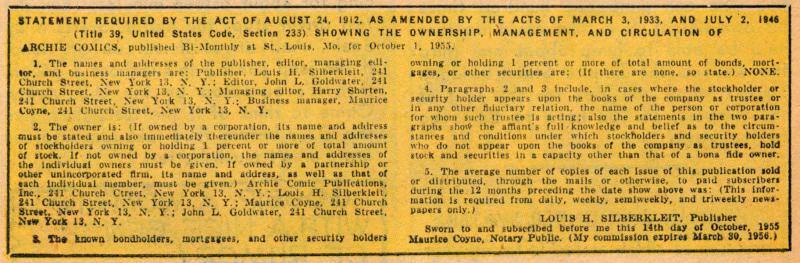 STATEMENT REQUIRED BY THE ACT OF AUGUST 24, 1912, AS AMENDED BY THE ACTS OF MARCH 3, 1933, AND JULY 2, 1946
(Title 39, United States Code, Section 233) SHOWING THE OWNERSHIP, MANAGEMENT, AND CIRCULATION OF
ARCHIE COMICS, published Bi-Monthly at St. Louis, Mo. for October 1, 1955.
1. The names and addresses of the publisher, editor, managing edi-
tor, and business managers are: Publisher, Louis H. Silberkleit, 241
Church Street, New York 13, N. Y.; Editor, John L. Goldwater, 241
Church Street, New York 13, N. Y.; Managing editor, Harry Shorten,
241 Church Street, New York 13, N. Y.; Business manager, Maurice
Coyne, 241 Church Street, New York 13, N. Y.
2. The owner is: (If owned by a corporation, its name and address
must be stated and also immediately thereunder the names and addresses
of stockholders owning or holding 1 percent or more of total amount
of stock. If not owned by a corporation, the names and addresses of
the individual owners must be given. If owned by a partnership or
other unincorporated firm, its name and address, as well as that of
each individual member, must be given.) Archie Comic Publications,
Inc., 241 Church Ctreet, New York 13, N. Y.; Louis H. Silberkleit,
241 Church Street, New York 13, N. Y.; Maurice Coyne, 241 Church
Street, New York 13, N. Y.; John L. Goldwater, 241 Church Street,
New York 13, N. Y.
3. The known bondholders, mortgagees, and other security holders
owning or holding 1 percent or more of total amount of bonds, mort-
gages, or other securities are: (If there are none, so state.) NONE.
4. Paragraphs 2 and 3 include, in cases where the stockholder or
security holder appears upon the books of the company as trustee or
in any other fiduciary relation, the name of the person or corporation
for whom such trustee is acting; also the statements in the two para-
graphs show the affiant's full knowledge and belief as to the circum-
stances and conditions under which stockholders and security holders
who do not appear upon the books of the company as trustees, hold
stock and securities in a capacity other than that of a bona fide owner.
5. The average number of copies of each issue of this publication sold
or distributed, through the mails or otherwise, to paid subscribers
during the 12 months preceding the date show above was: (This infor-
mation is required from daily, weekly, semiweekly, and triweekly news-
papers only.)
LOUIS H. SILBERKLEIT, Publisher
Sworn to and subscribed before me this 14th day of October, 1955
Maurice Coyne, Notary Public. (My commission expires March 30, 1956.)